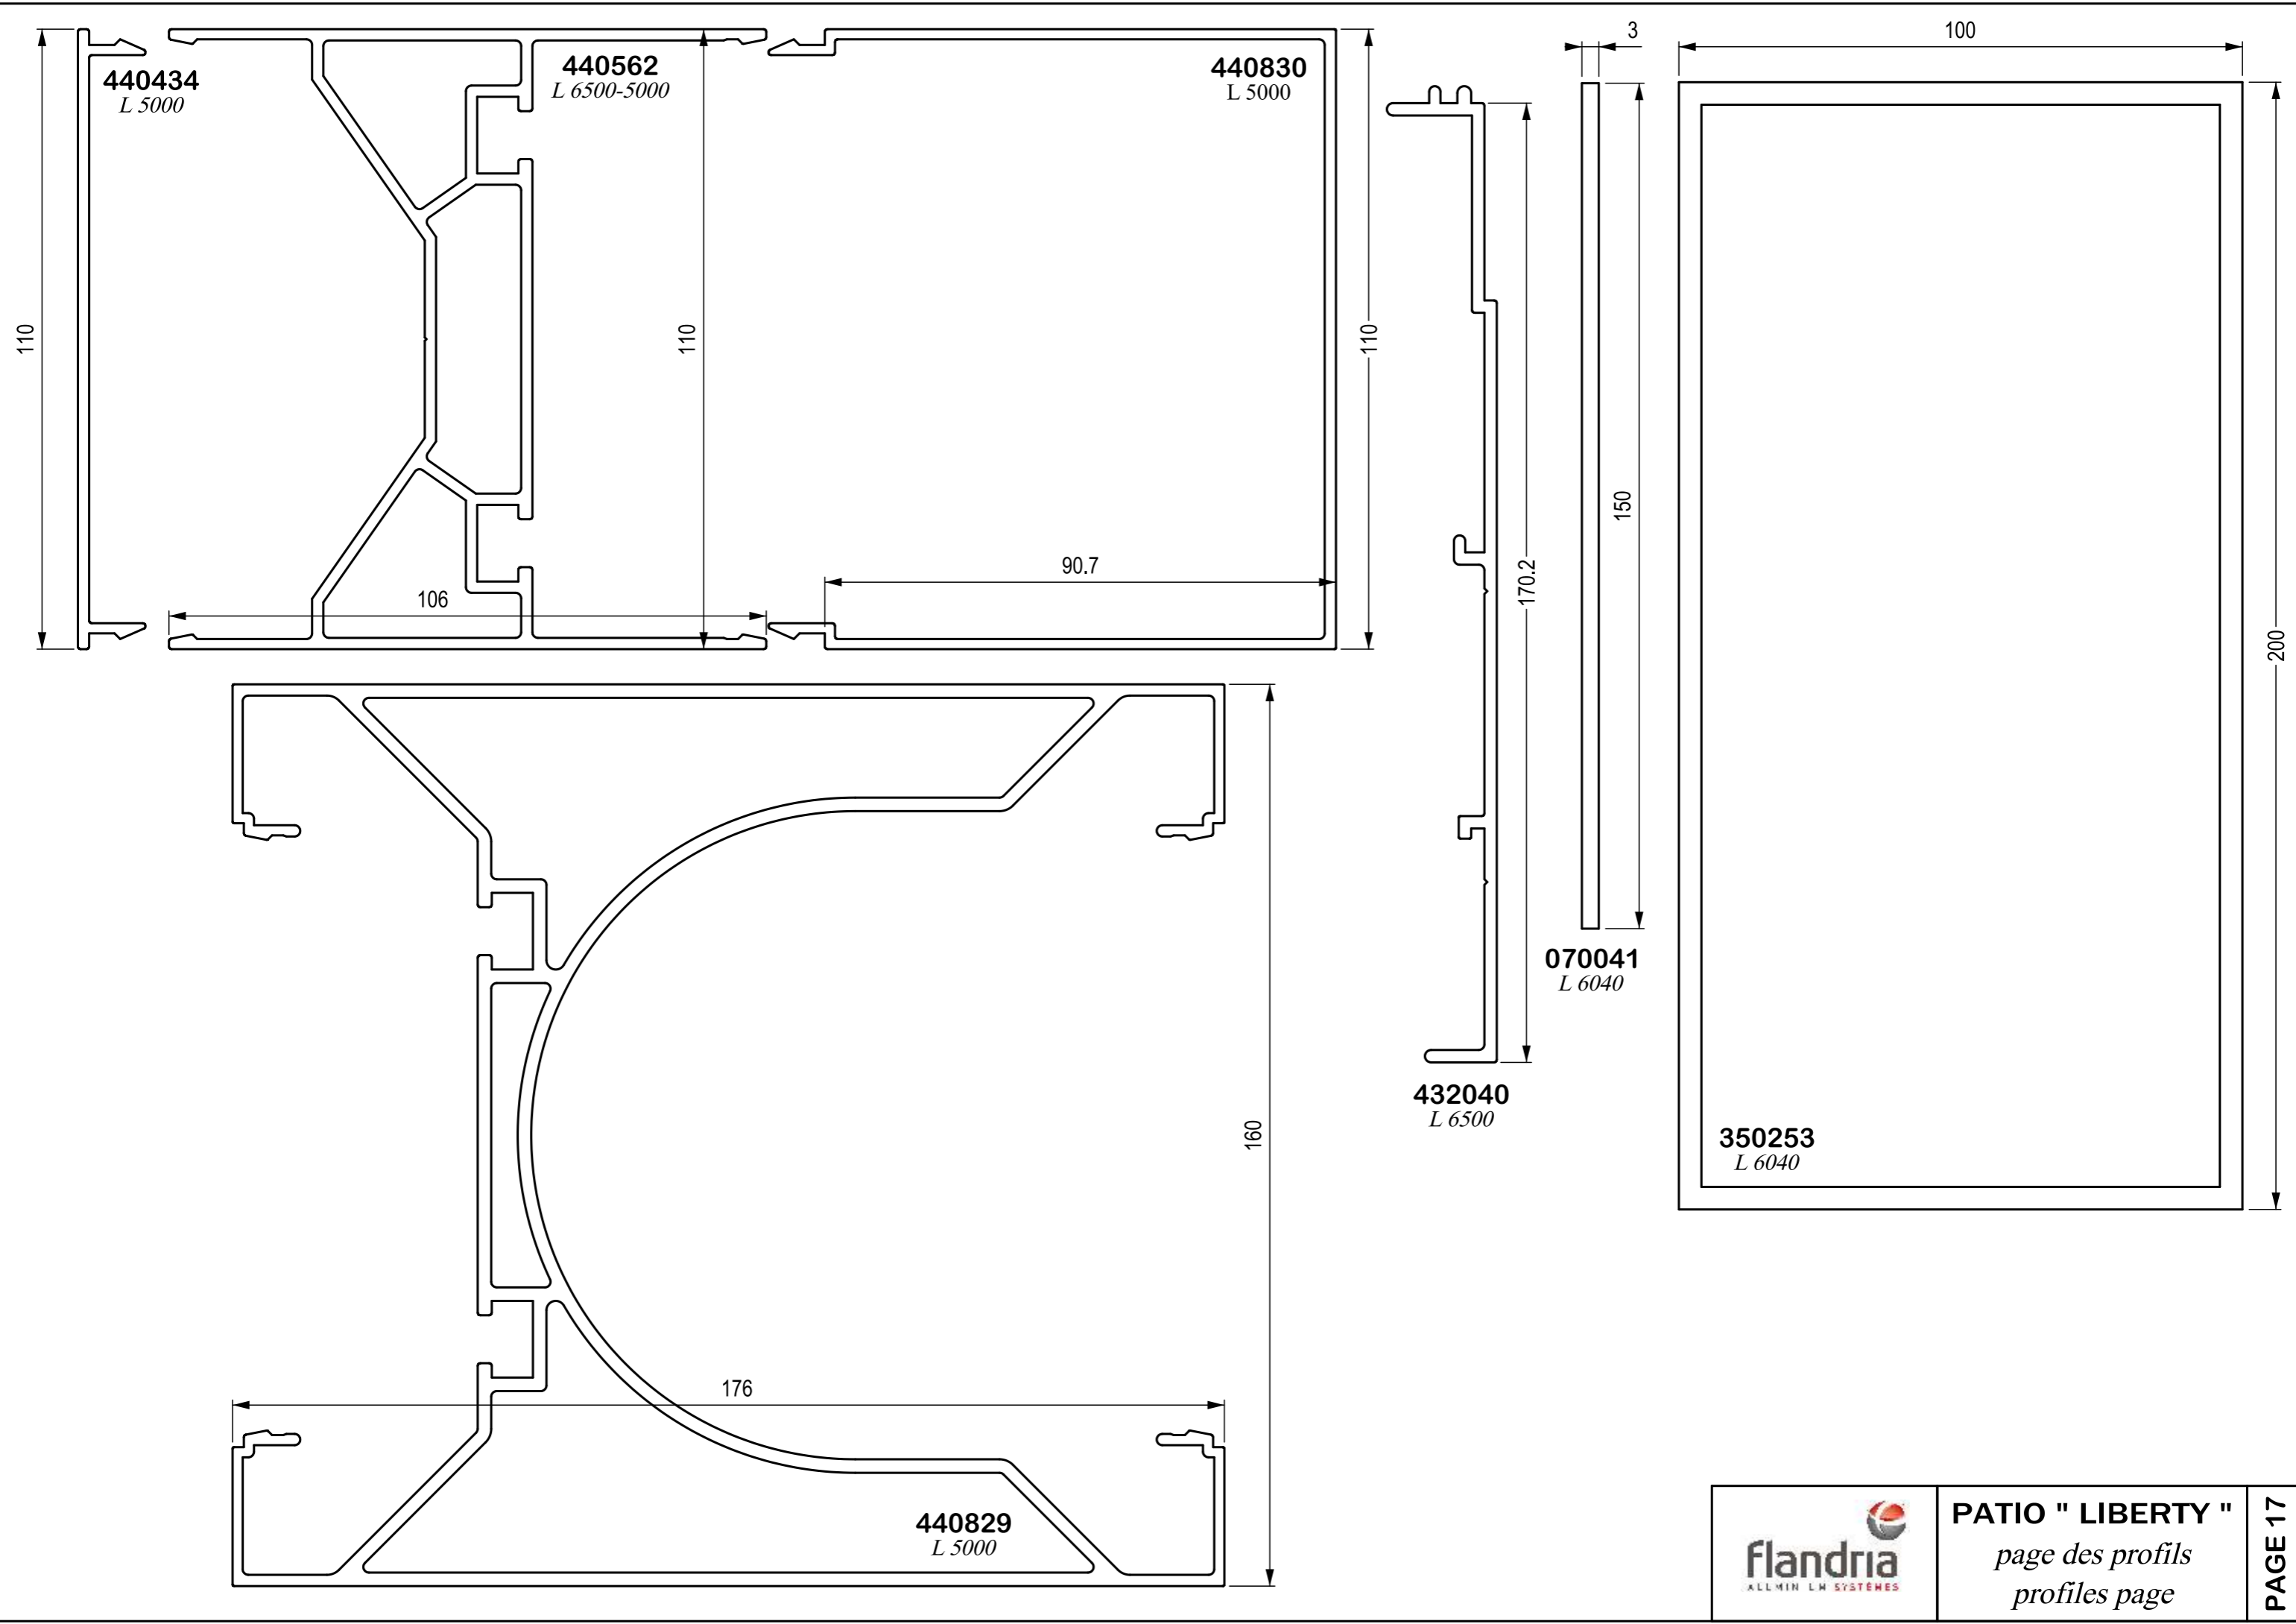 440434
L 5000
440562
L 6500-5000
440830
L 5000
110
110
110
106
90.7
3
100
150
170.2
200
070041
L 6040
432040
L 6500
350253
L 6040
160
176
440829
L 5000
flandria
ALLMIN LM SYSTÈMES
PATIO " LIBERTY "
page des profils
profiles page
PAGE 17